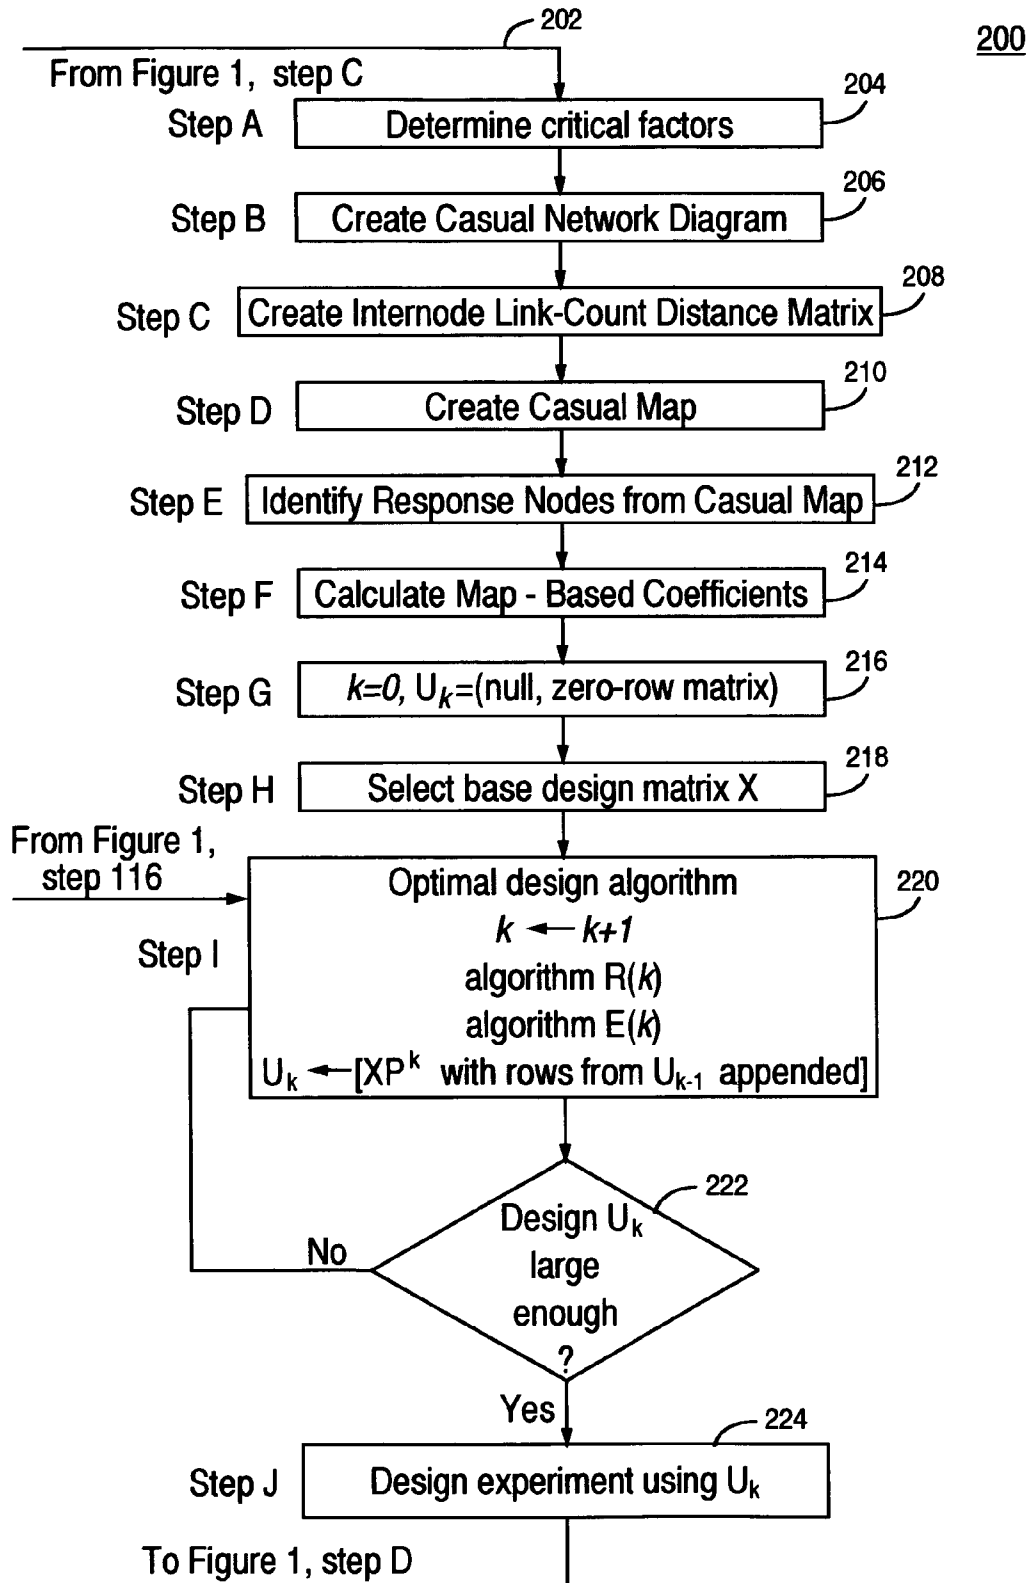 202
200
From Figure 1, step C
204
Step A
Determine critical factors
206
Step B
Create Casual Network Diagram
208
Step C
Create Internode Link-Count Distance Matrix
210
Step D
Create Casual Map
212
Step E
Identify Response Nodes from Casual Map
214
Step F
Calculate Map - Based Coefficients
216
Step G
k=0, Uk=(null, zero-row matrix)
218
Step H
Select base design matrix X
From Figure 1,
step 116
220
Step I
Optimal design algorithm
k ← k+1
algorithm R(k)
algorithm E(k)
Uk ← [XP^k with rows from Uk-1 appended]
222
Design Uk
large
enough
?
No
Yes
224
Step J
Design experiment using Uk
To Figure 1, step D